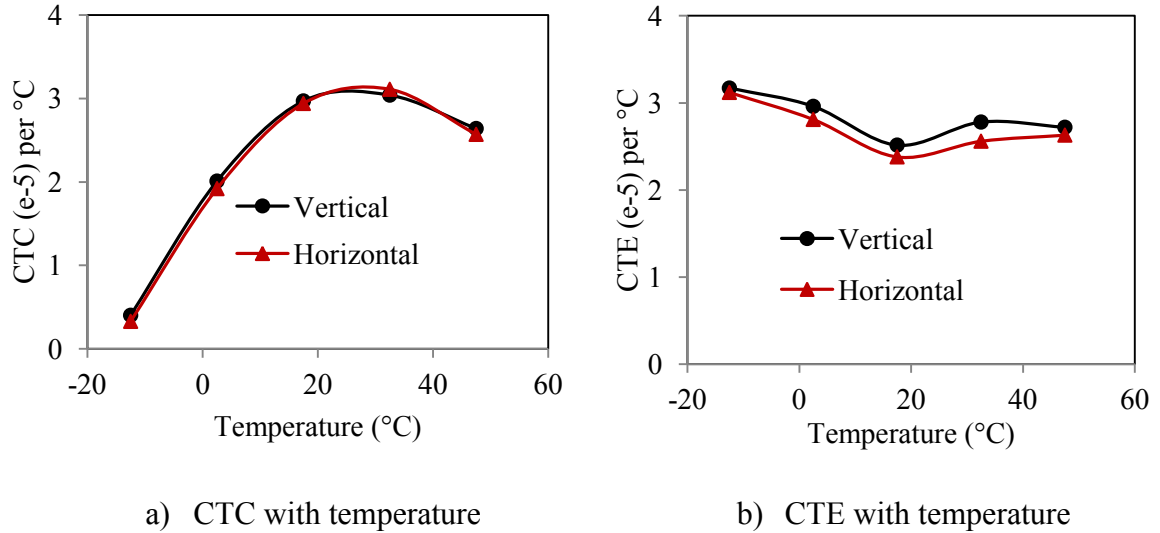 CTC (e-5) per °C
4
3
2
1
0
-20 0 20 40 60
Temperature (°C)
Vertical
Horizontal
a) CTC with temperature
CTE (e-5) per °C
4
3
2
1
0
-20 0 20 40 60
Temperature (°C)
Vertical
Horizontal
b) CTE with temperature